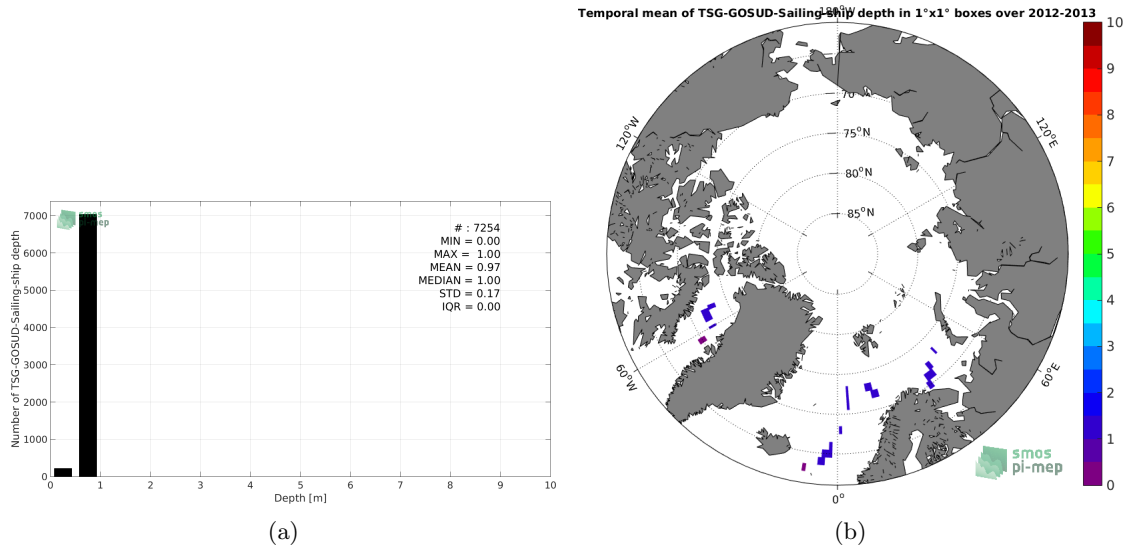 Temporal mean of TSG-GOSUD-Sailing-ship depth in 1°x1° boxes over 2012-2013
180°W
10
9
8
7
6
5
4
3
2
1
0
120°W
120°E
70
75°N
80°N
85°N
60°W
60°E
0°
smos
pi-mep
Number of TSG-GOSUD-Sailing-ship depth
7000
6000
5000
4000
3000
2000
1000
0
smos
pi-mep
# : 7254
MIN = 0.00
MAX = 1.00
MEAN = 0.97
MEDIAN = 1.00
STD = 0.17
IQR = 0.00
0 1 2 3 4 5 6 7 8 9 10
Depth [m]
(a)
(b)